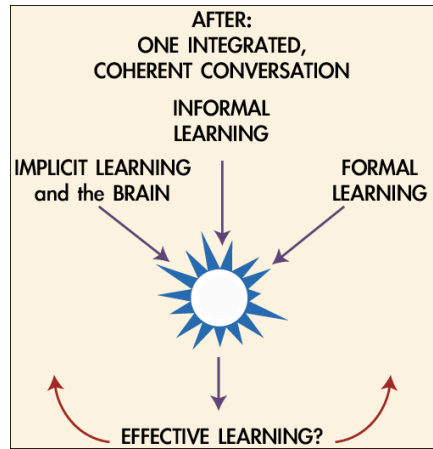 AFTER:
ONE INTEGRATED,
COHERENT CONVERSATION
INFORMAL
LEARNING
IMPLICIT LEARNING
and the BRAIN
FORMAL
LEARNING
EFFECTIVE LEARNING?